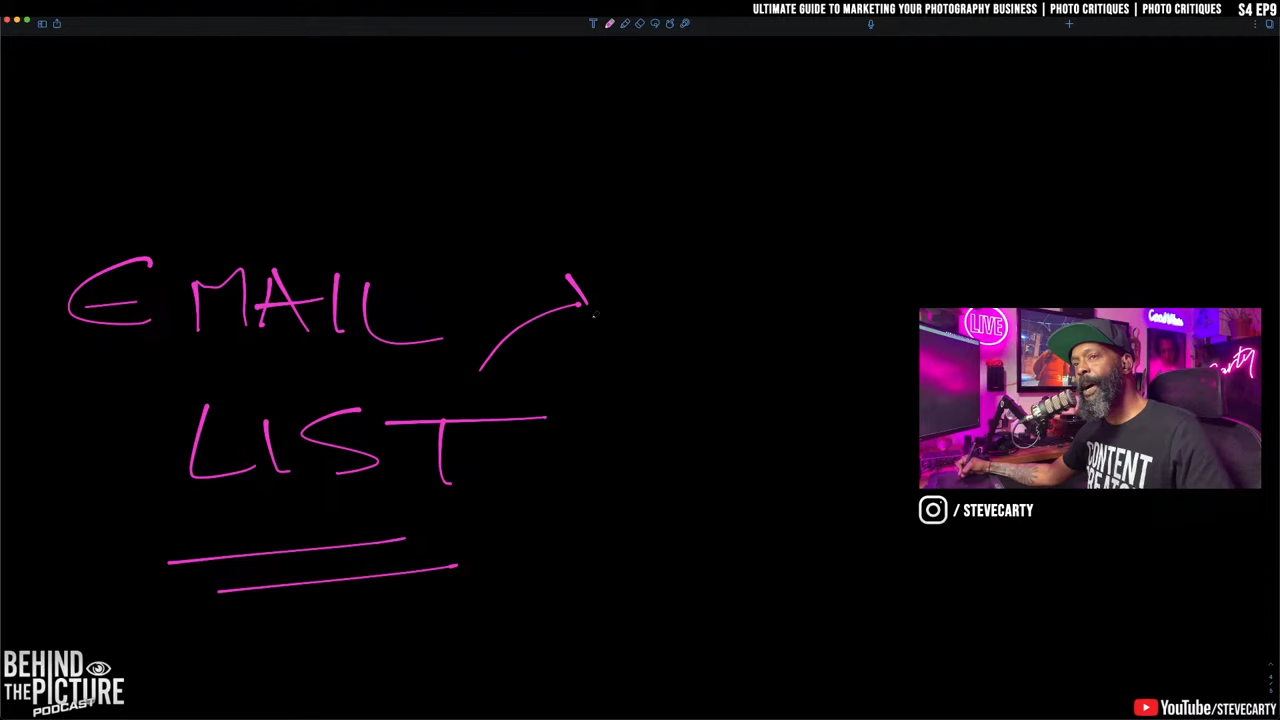 ULTIMATE GUIDE TO MARKETING YOUR PHOTOGRAPHY BUSINESS | PHOTO CRITIQUES | PHOTO CRITIQUES S4 EP9
EMAIL
LIST
LIVE
Carty
CONTENT
/ STEVECARTY
BEHIND
THE PICTURE
PODCAST
YouTube/STEVECARTY